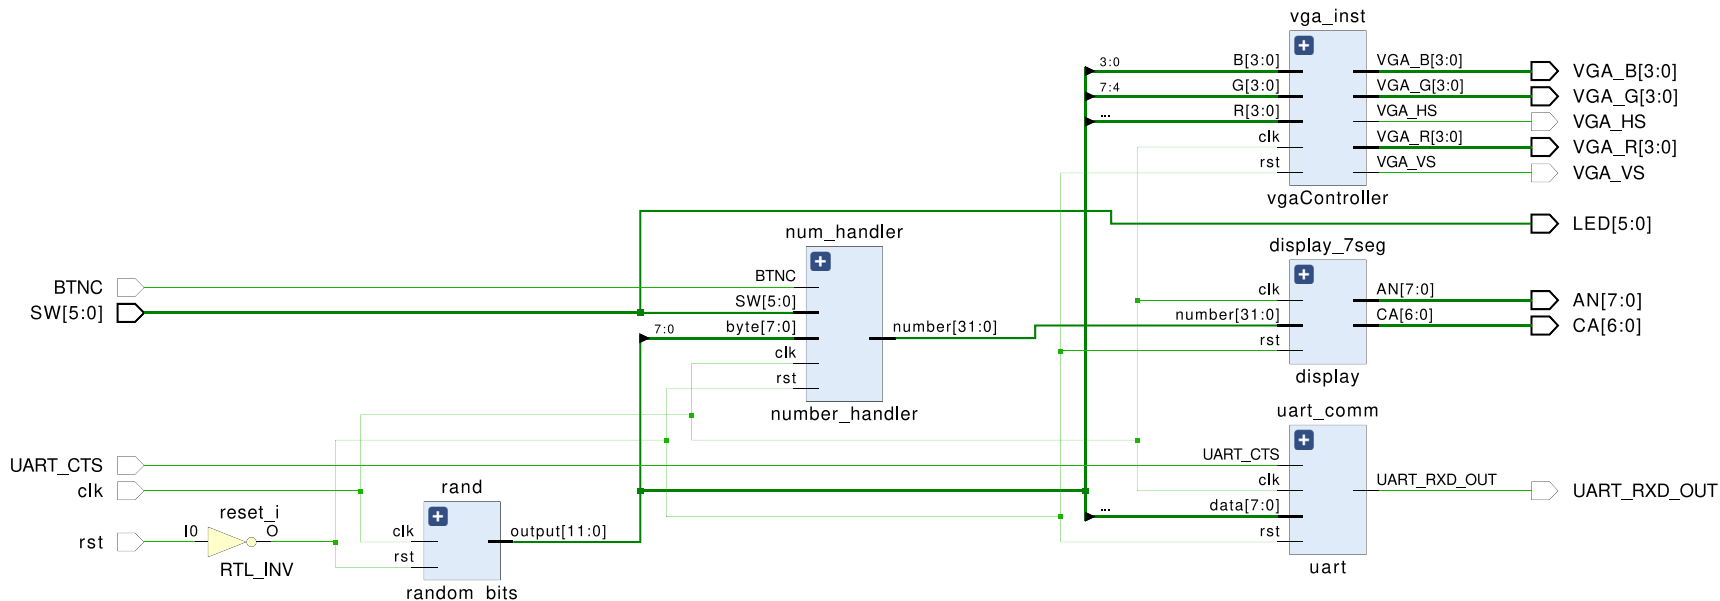 vga_inst
3:0
B[3:0]
VGA_B[3:0]
VGA_B[3:0]
7:4
G[3:0]
VGA_G[3:0]
VGA_G[3:0]
...
R[3:0]
VGA_HS
VGA_HS
clk
VGA_R[3:0]
VGA_R[3:0]
rst
VGA_VS
VGA_VS
vgaController
LED[5:0]
num_handler
display_7seg
BTNC
BTNC
clk
AN[7:0]
AN[7:0]
SW[5:0]
SW[5:0]
number[31:0]
CA[6:0]
CA[6:0]
7:0
byte[7:0]
number[31:0]
rst
clk
rst
display
number_handler
uart_comm
UART_CTS
UART_CTS
clk
rand
clk
UART_RXD_OUT
UART_RXD_OUT
reset_i
...
data[7:0]
rst
I0
O
clk
output[11:0]
rst
rst
RTL_INV
uart
random_bits